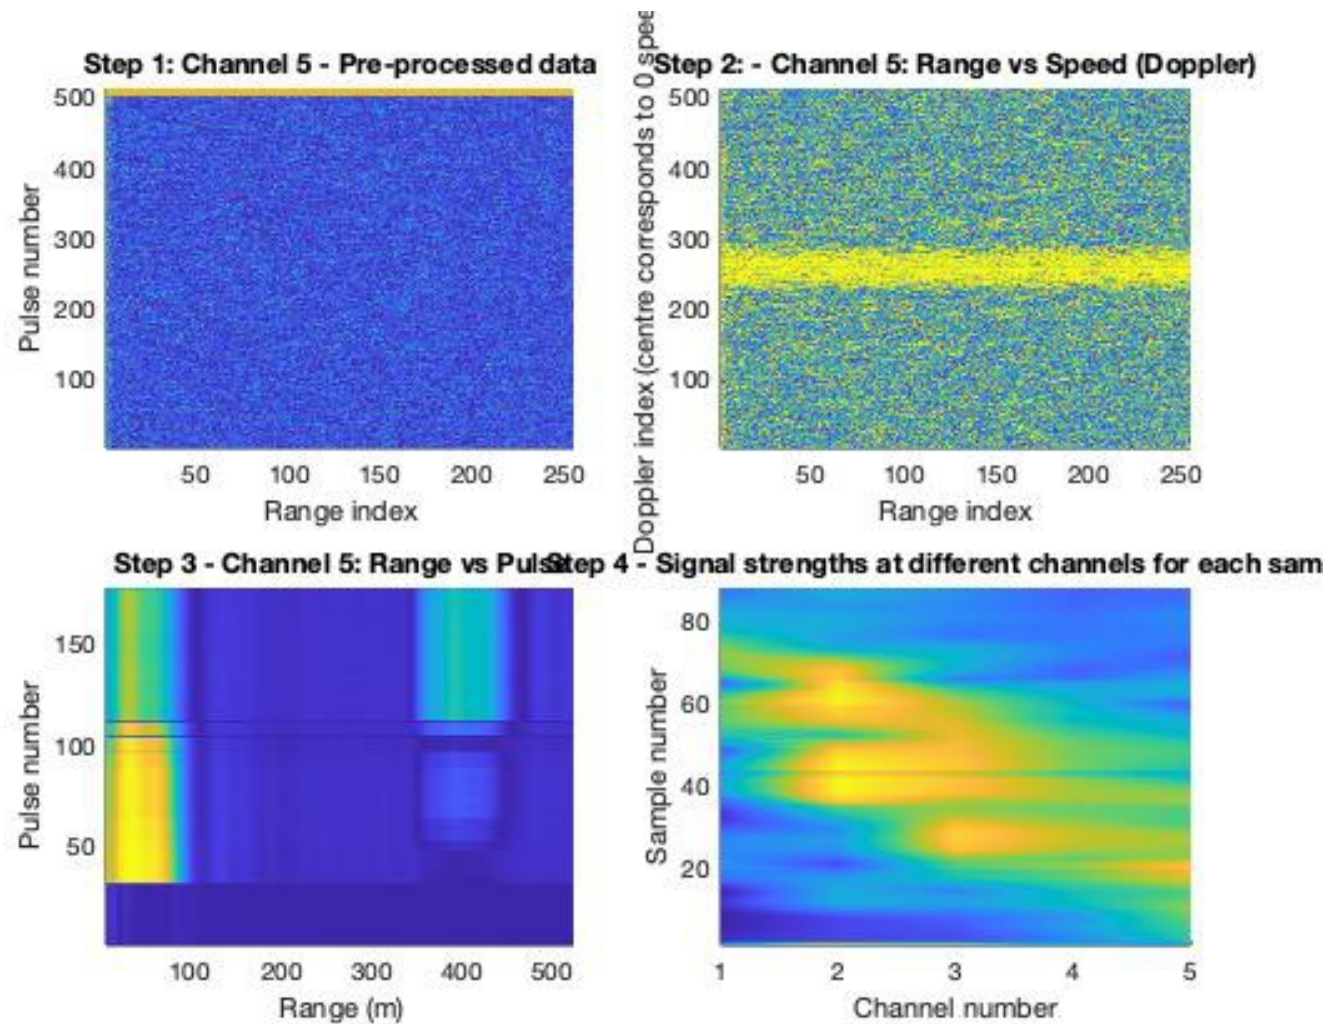 Step 1: Channel 5 - Pre-processed data
500
400
300
200
100
Pulse number
50 100 150 200 250
Range index
Step 2: - Channel 5: Range vs Speed (Doppler)
500
400
300
200
100
Doppler index (centre corresponds to 0 spee
50 100 150 200 250
Range index
Step 3 - Channel 5: Range vs Pulse
150
100
50
Pulse number
100 200 300 400 500
Range (m)
Step 4 - Signal strengths at different channels for each sam
80
60
40
20
Sample number
1 2 3 4 5
Channel number